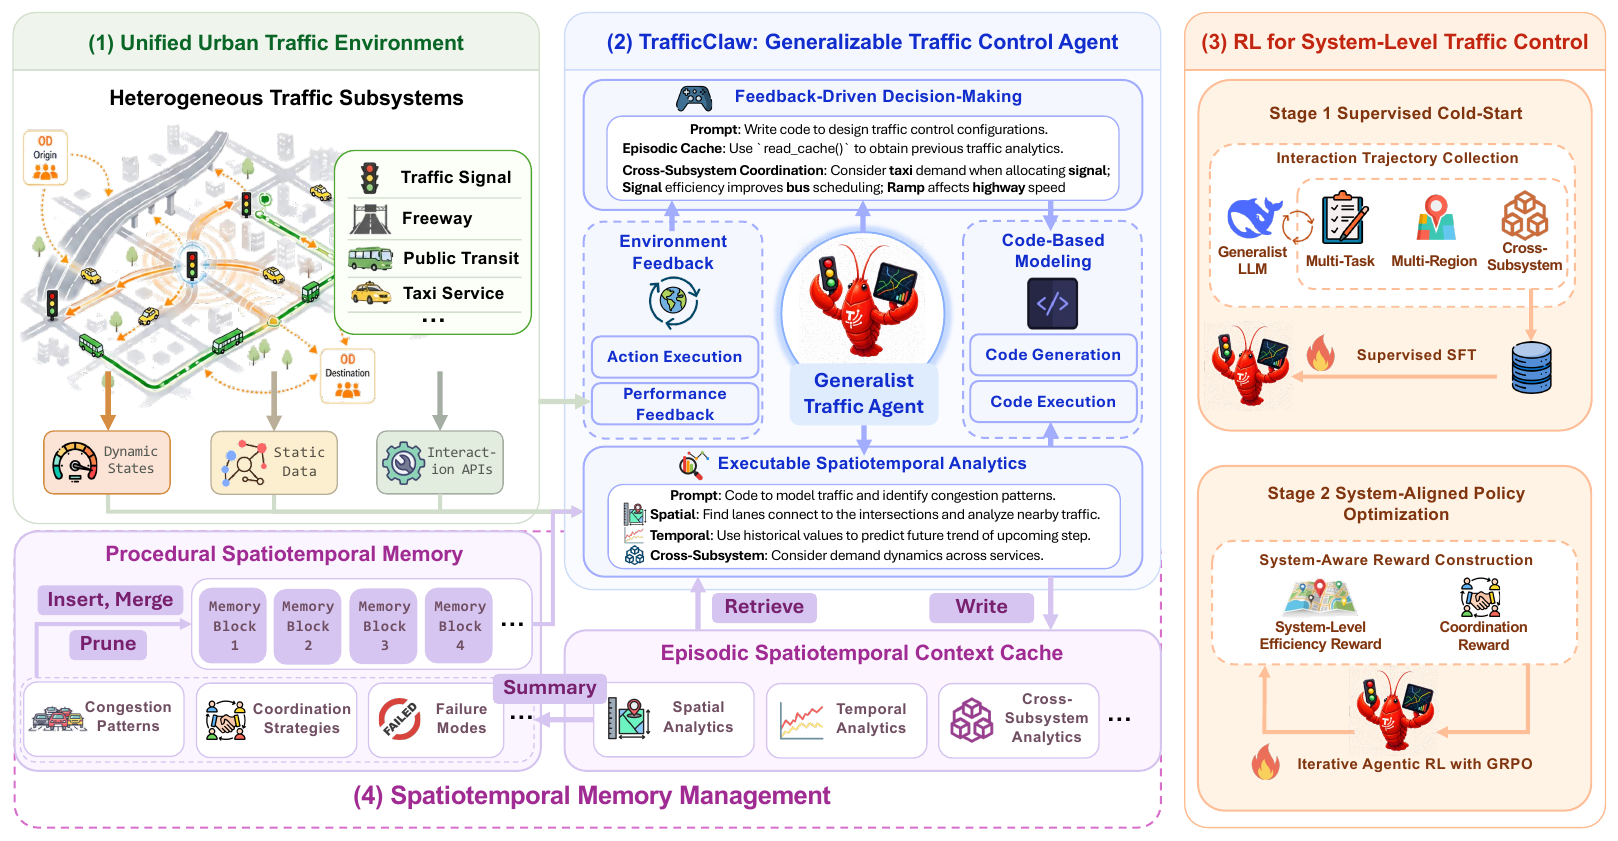 (1) Unified Urban Traffic Environment
Heterogeneous Traffic Subsystems
OD
Origin
Traffic Signal
Freeway
Public Transit
Taxi Service
...
OD
Destination
Dynamic
States
Static
Data
Interact-
ion APIs
(2) TrafficClaw: Generalizable Traffic Control Agent
Feedback-Driven Decision-Making
Prompt: Write code to design traffic control configurations.
Episodic Cache: Use `read_cache()` to obtain previous traffic analytics.
Cross-Subsystem Coordination: Consider taxi demand when allocating signal;
Signal efficiency improves bus scheduling; Ramp affects highway speed
Environment
Feedback
Action Execution
Performance
Feedback
Generalist
Traffic Agent
Code-Based
Modeling
</>
Code Generation
Code Execution
Executable Spatiotemporal Analytics
Prompt: Code to model traffic and identify congestion patterns.
Spatial: Find lanes connect to the intersections and analyze nearby traffic.
Temporal: Use historical values to predict future trend of upcoming step.
Cross-Subsystem: Consider demand dynamics across services.
Retrieve
Write
(3) RL for System-Level Traffic Control
Stage 1 Supervised Cold-Start
Interaction Trajectory Collection
Generalist
LLM
Multi-Task
Multi-Region
Cross-
Subsystem
Supervised SFT
Stage 2 System-Aligned Policy
Optimization
System-Aware Reward Construction
System-Level
Efficiency Reward
Coordination
Reward
Iterative Agentic RL with GRPO
Procedural Spatiotemporal Memory
Insert, Merge
Prune
Memory
Block
1
Memory
Block
2
Memory
Block
3
Memory
Block
4
...
Congestion
Patterns
Coordination
Strategies
FAILED
Failure
Modes
...
Summary
Episodic Spatiotemporal Context Cache
Spatial
Analytics
Temporal
Analytics
Cross-
Subsystem
Analytics
...
(4) Spatiotemporal Memory Management